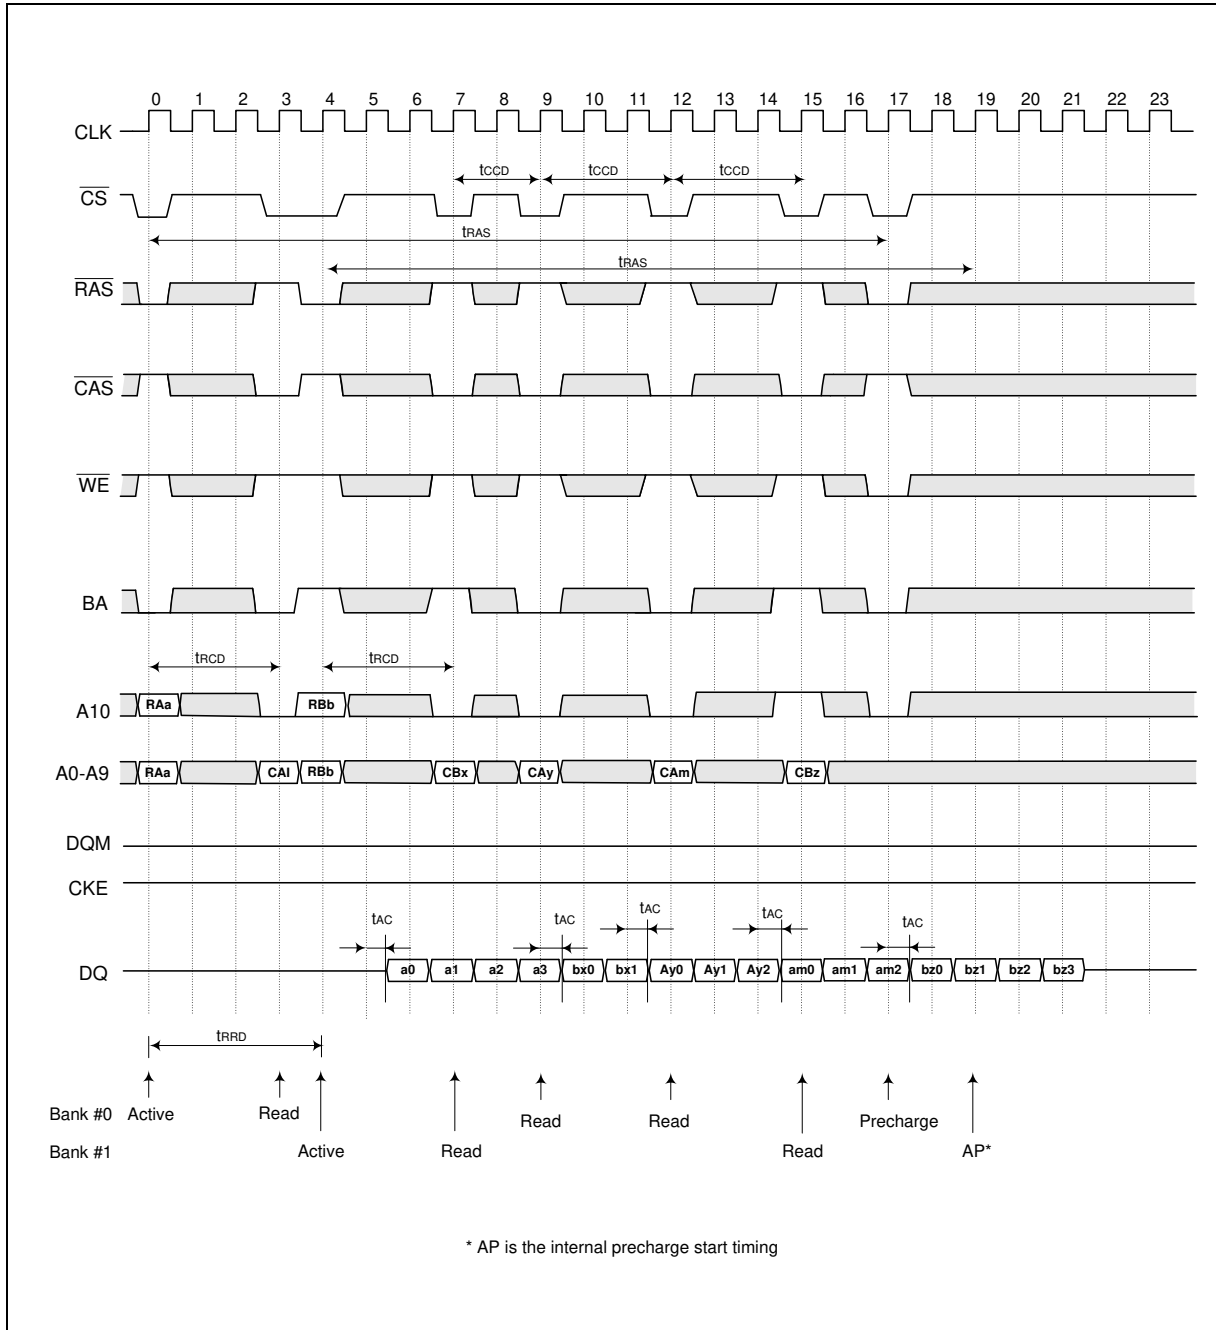 0 1 2 3 4 5 6 7 8 9 10 11 12 13 14 15 16 17 18 19 20 21 22 23
CLK
tCCD tCCD tCCD
CS
tRAS
tRAS
RAS
CAS
WE
BA
tRCD tRCD
A10 RAa RBb
A0-A9 RAa CAl RBb CBx CAy CAm CBz
DQM
CKE
tAC tAC tAC tAC tAC
DQ a0 a1 a2 a3 bx0 bx1 Ay0 Ay1 Ay2 am0 am1 am2 bz0 bz1 bz2 bz3
tRRD
Bank #0 Active Read Read Read Precharge
Bank #1 Active Read Read AP*
* AP is the internal precharge start timing